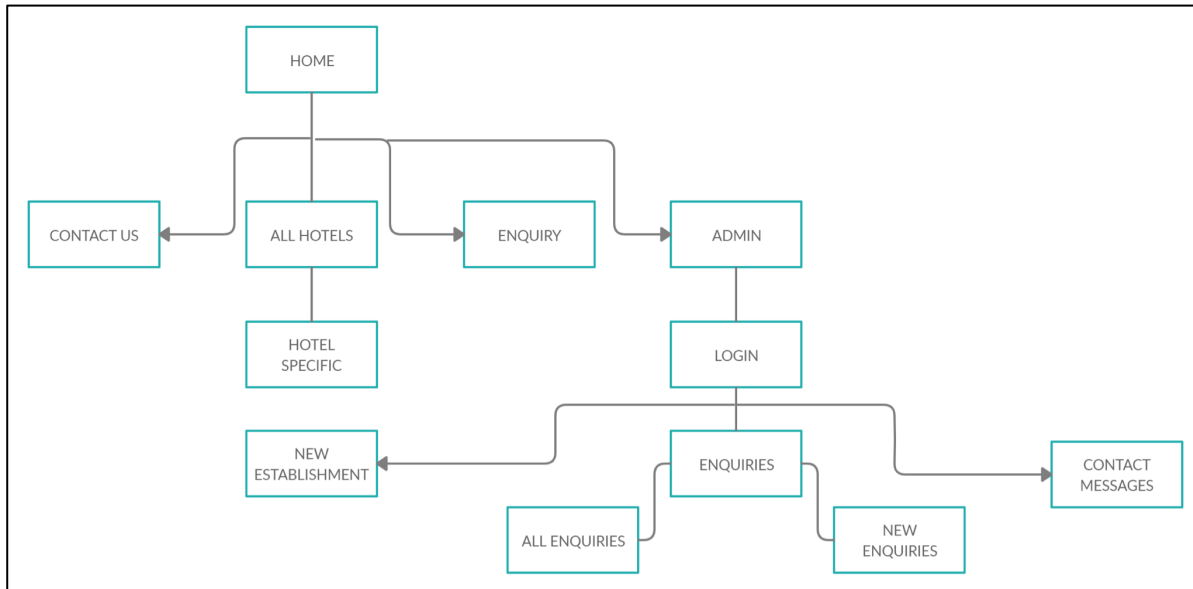 HOME
CONTACT US
ALL HOTELS
ENQUIRY
ADMIN
HOTEL
SPECIFIC
LOGIN
NEW
ESTABLISHMENT
ENQUIRIES
CONTACT
MESSAGES
ALL ENQUIRIES
NEW
ENQUIRIES